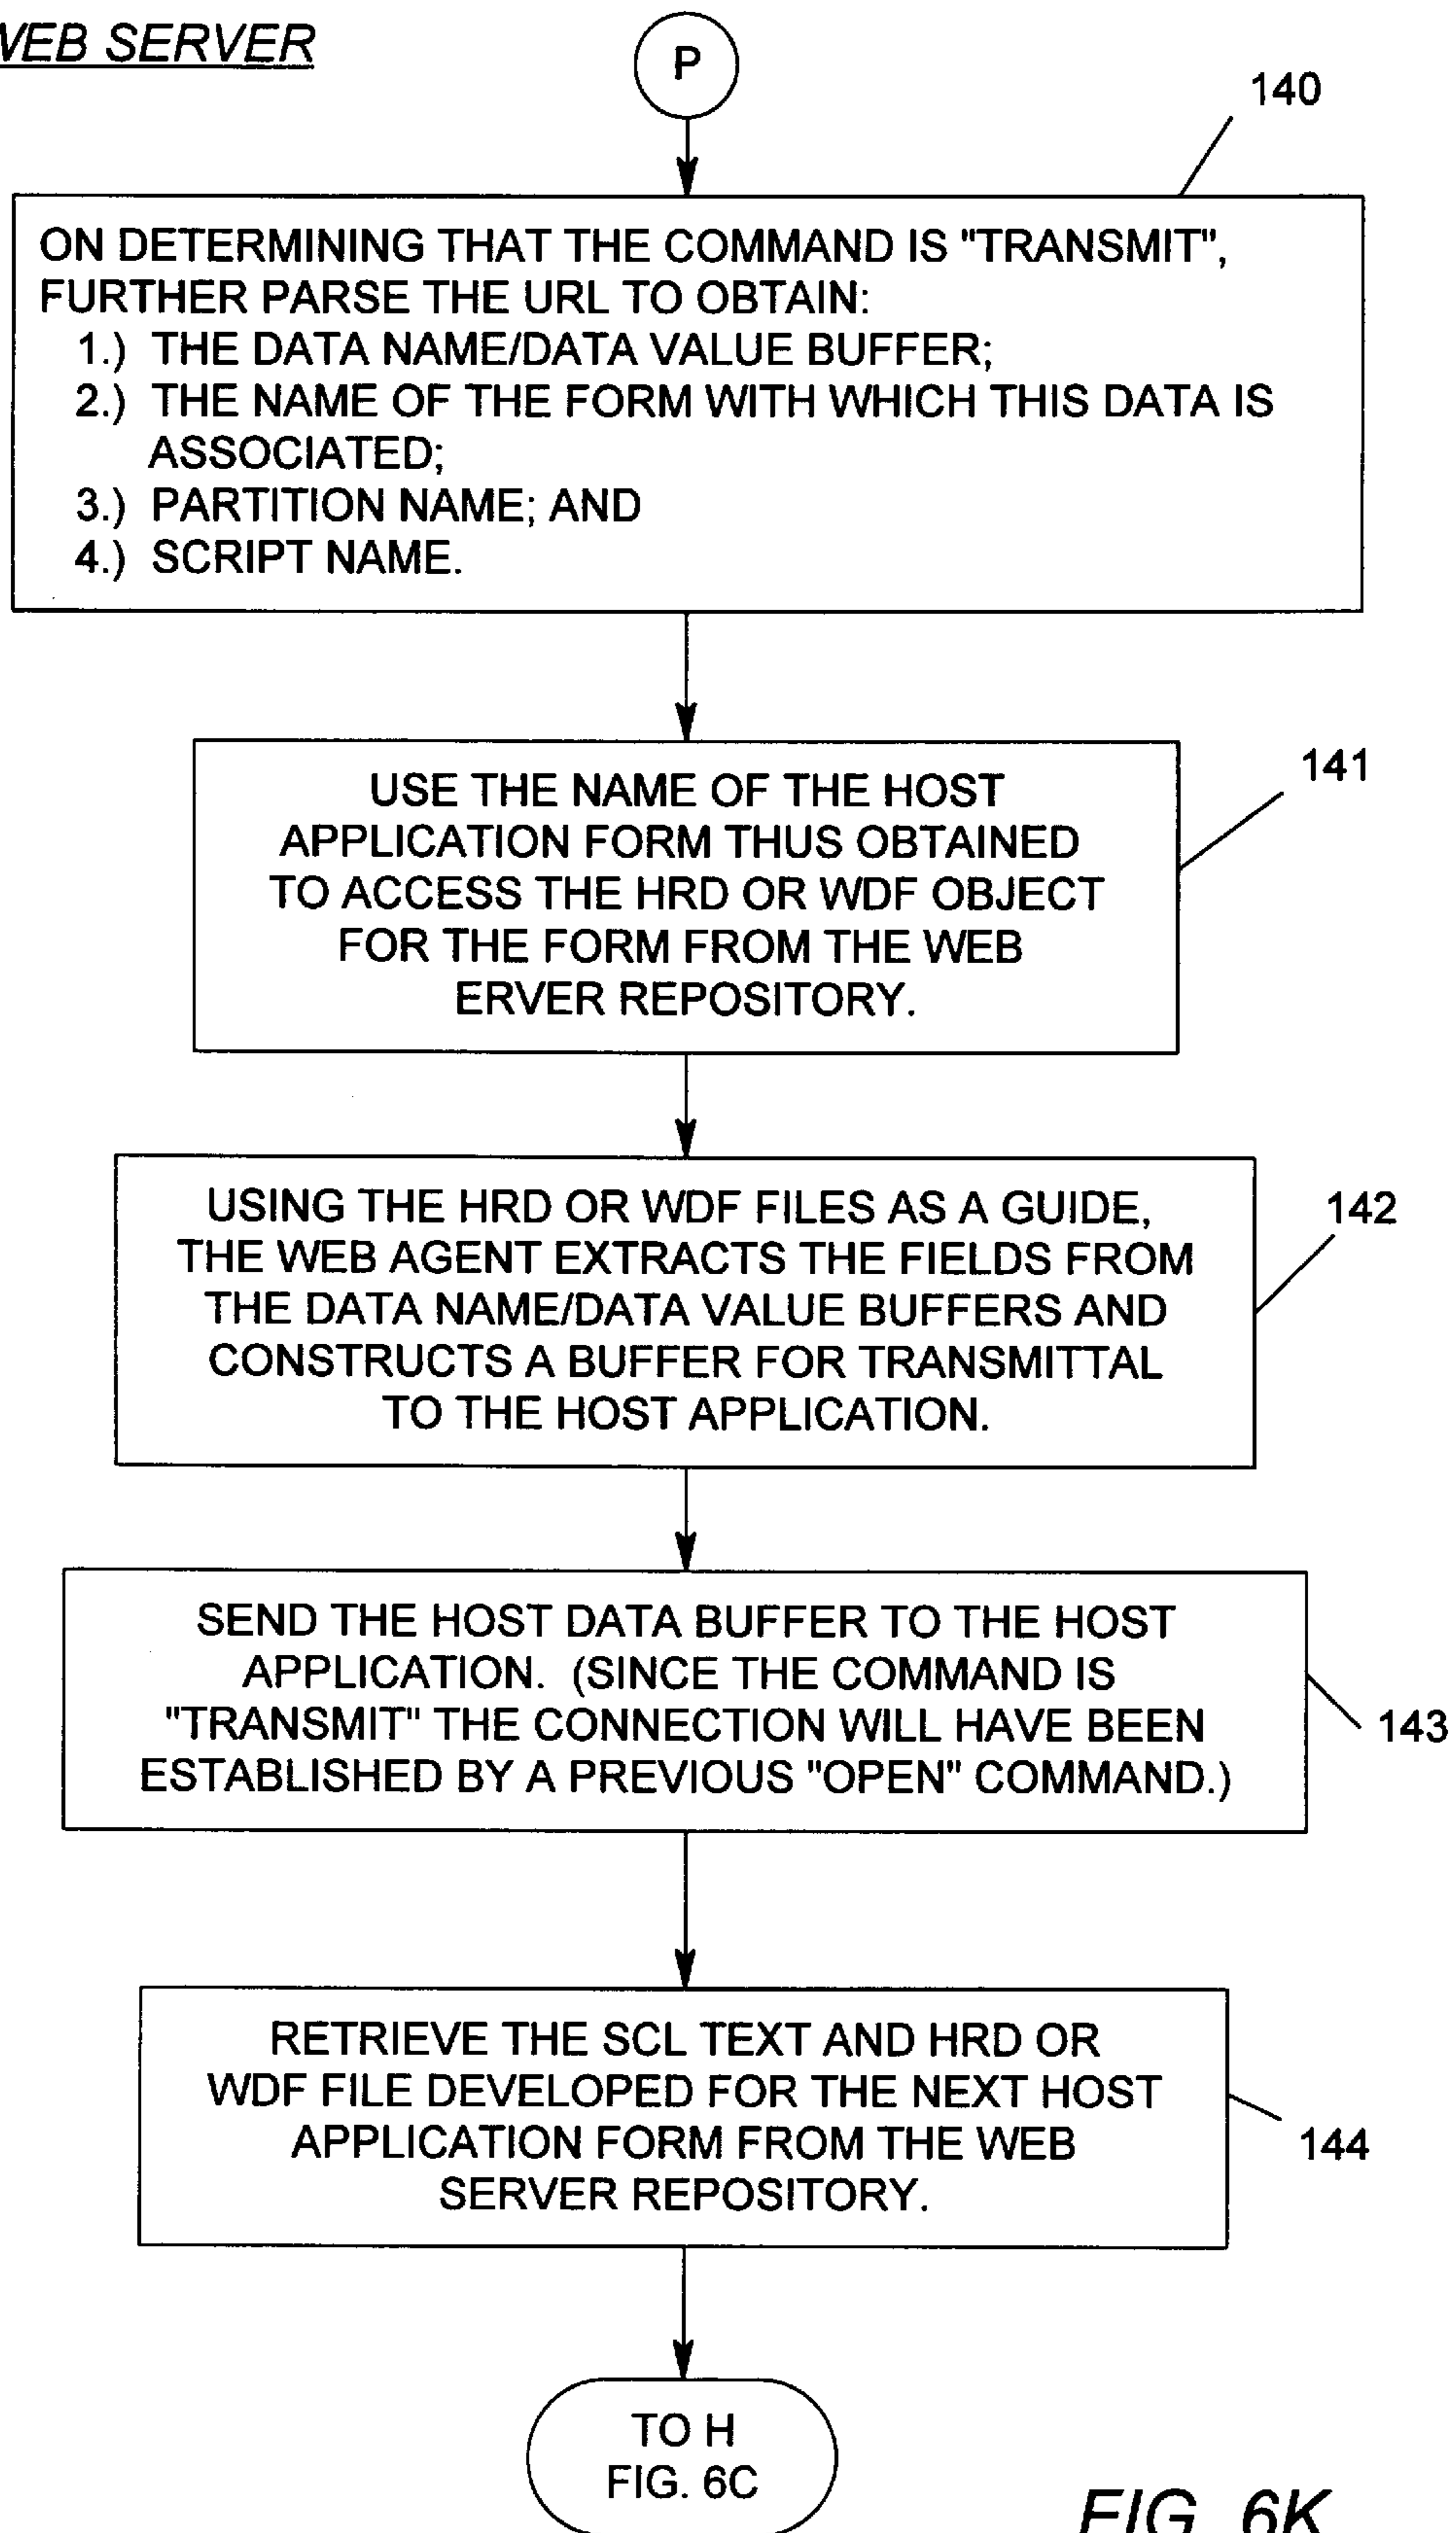 WEB SERVER
P
140
ON DETERMINING THAT THE COMMAND IS "TRANSMIT",
FURTHER PARSE THE URL TO OBTAIN:
1.) THE DATA NAME/DATA VALUE BUFFER;
2.) THE NAME OF THE FORM WITH WHICH THIS DATA IS
ASSOCIATED;
3.) PARTITION NAME; AND
4.) SCRIPT NAME.
141
USE THE NAME OF THE HOST
APPLICATION FORM THUS OBTAINED
TO ACCESS THE HRD OR WDF OBJECT
FOR THE FORM FROM THE WEB
ERVER REPOSITORY.
142
USING THE HRD OR WDF FILES AS A GUIDE,
THE WEB AGENT EXTRACTS THE FIELDS FROM
THE DATA NAME/DATA VALUE BUFFERS AND
CONSTRUCTS A BUFFER FOR TRANSMITTAL
TO THE HOST APPLICATION.
SEND THE HOST DATA BUFFER TO THE HOST
APPLICATION. (SINCE THE COMMAND IS
"TRANSMIT" THE CONNECTION WILL HAVE BEEN
ESTABLISHED BY A PREVIOUS "OPEN" COMMAND.)
143
RETRIEVE THE SCL TEXT AND HRD OR
WDF FILE DEVELOPED FOR THE NEXT HOST
APPLICATION FORM FROM THE WEB
SERVER REPOSITORY.
144
TO H
FIG. 6C
FIG. 6K